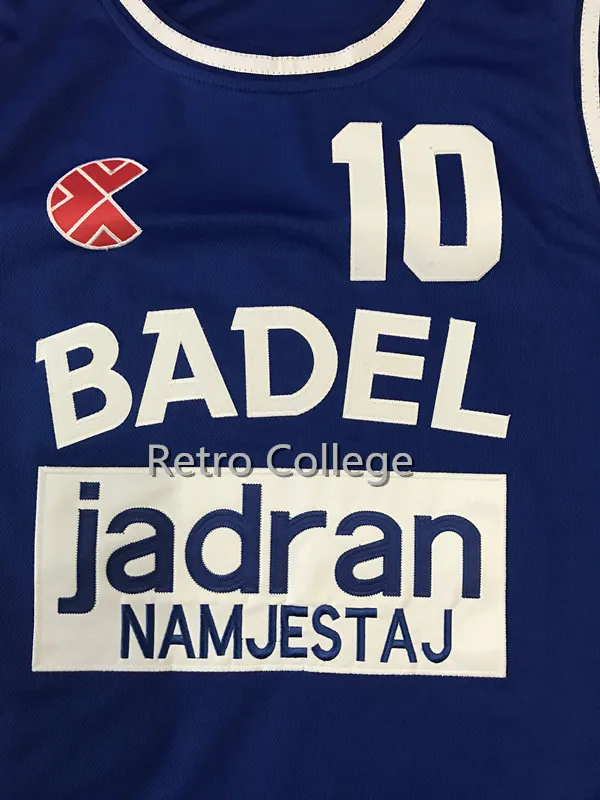 10
BADEL
Retro College
jadran
NAMJESTAJ